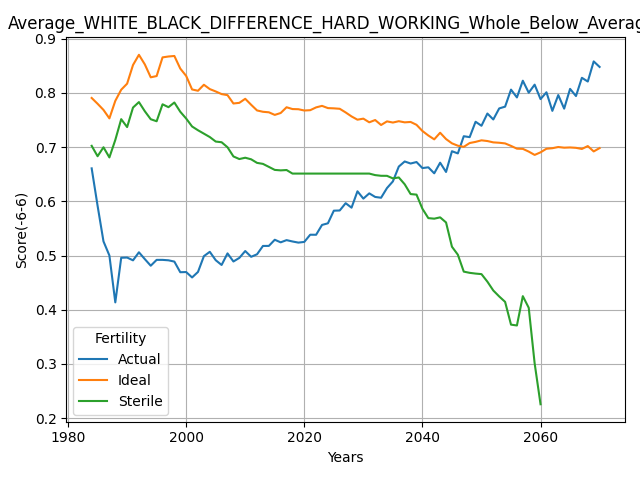 Average_WHITE_BLACK_DIFFERENCE_HARD_WORKING_Whole_Below_Avera
0.9
0.8
0.7
0.6
0.5
0.4
0.3
0.2
Score(-6-6)
Fertility
Actual
Ideal
Sterile
1980 2000 2020 2040 2060
Years